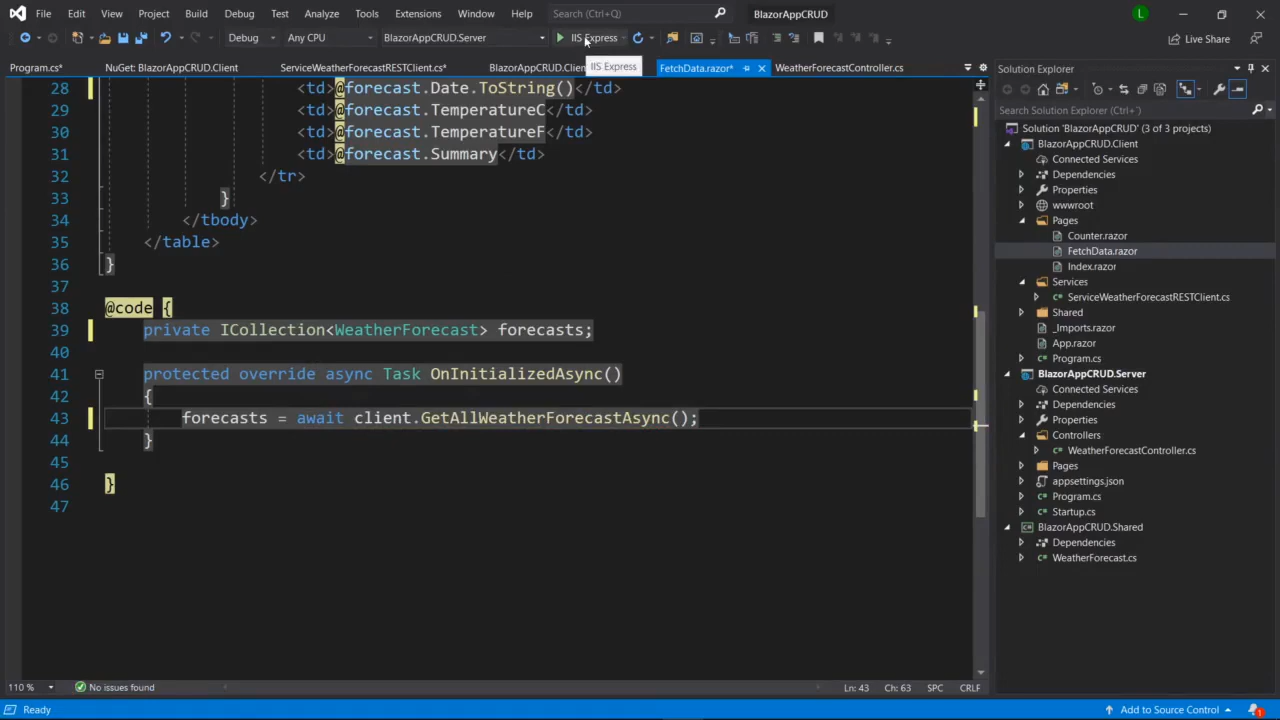 File Edit View Project Build Debug Test Analyze Tools Extensions Window Help Search (Ctrl+Q) BlazorAppCRUD L
Debug Any CPU BlazorAppCRUD.Server IIS Express Live Share
IIS Express
Program.cs* NuGet: BlazorAppCRUD.Client ServiceWeatherForecastRESTClient.cs* BlazorAppCRUD.Clien FetchData.razor* WeatherForecastController.cs
28 <td>@forecast.Date.ToString()</td>
29 <td>@forecast.TemperatureC</td>
30 <td>@forecast.TemperatureF</td>
31 <td>@forecast.Summary</td>
32 </tr>
33 }
34 </tbody>
35 </table>
36 }
37
38 @code {
39 private ICollection<WeatherForecast> forecasts;
40
41 protected override async Task OnInitializedAsync()
42 {
43 forecasts = await client.GetAllWeatherForecastAsync();
44 }
45
46 }
47
110 % No issues found Ln: 43 Ch: 63 SPC CRLF
Solution Explorer
Search Solution Explorer (Ctrl+')
Solution 'BlazorAppCRUD' (3 of 3 projects)
BlazorAppCRUD.Client
Connected Services
Dependencies
Properties
wwwroot
Pages
Counter.razor
FetchData.razor
Index.razor
Services
ServiceWeatherForecastRESTClient.cs
Shared
_Imports.razor
App.razor
Program.cs
BlazorAppCRUD.Server
Connected Services
Dependencies
Properties
Controllers
WeatherForecastController.cs
Pages
appsettings.json
Program.cs
Startup.cs
BlazorAppCRUD.Shared
Dependencies
WeatherForecast.cs
Ready Add to Source Control 1